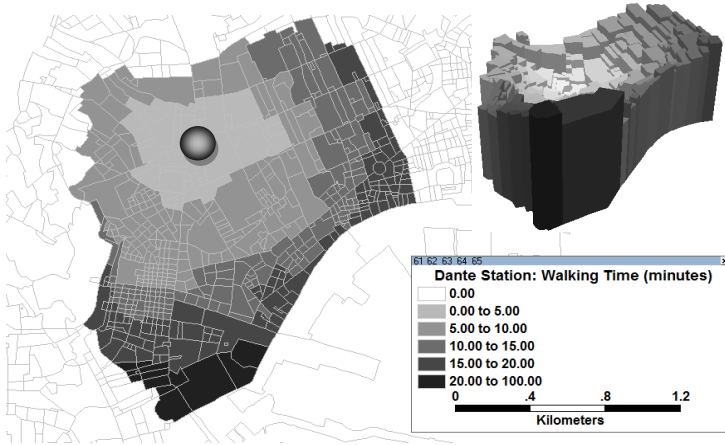 61 62 63 64 65 x
Dante Station: Walking Time (minutes)
0.00
0.00 to 5.00
5.00 to 10.00
10.00 to 15.00
15.00 to 20.00
20.00 to 100.00
0 .4 .8 1.2
Kilometers